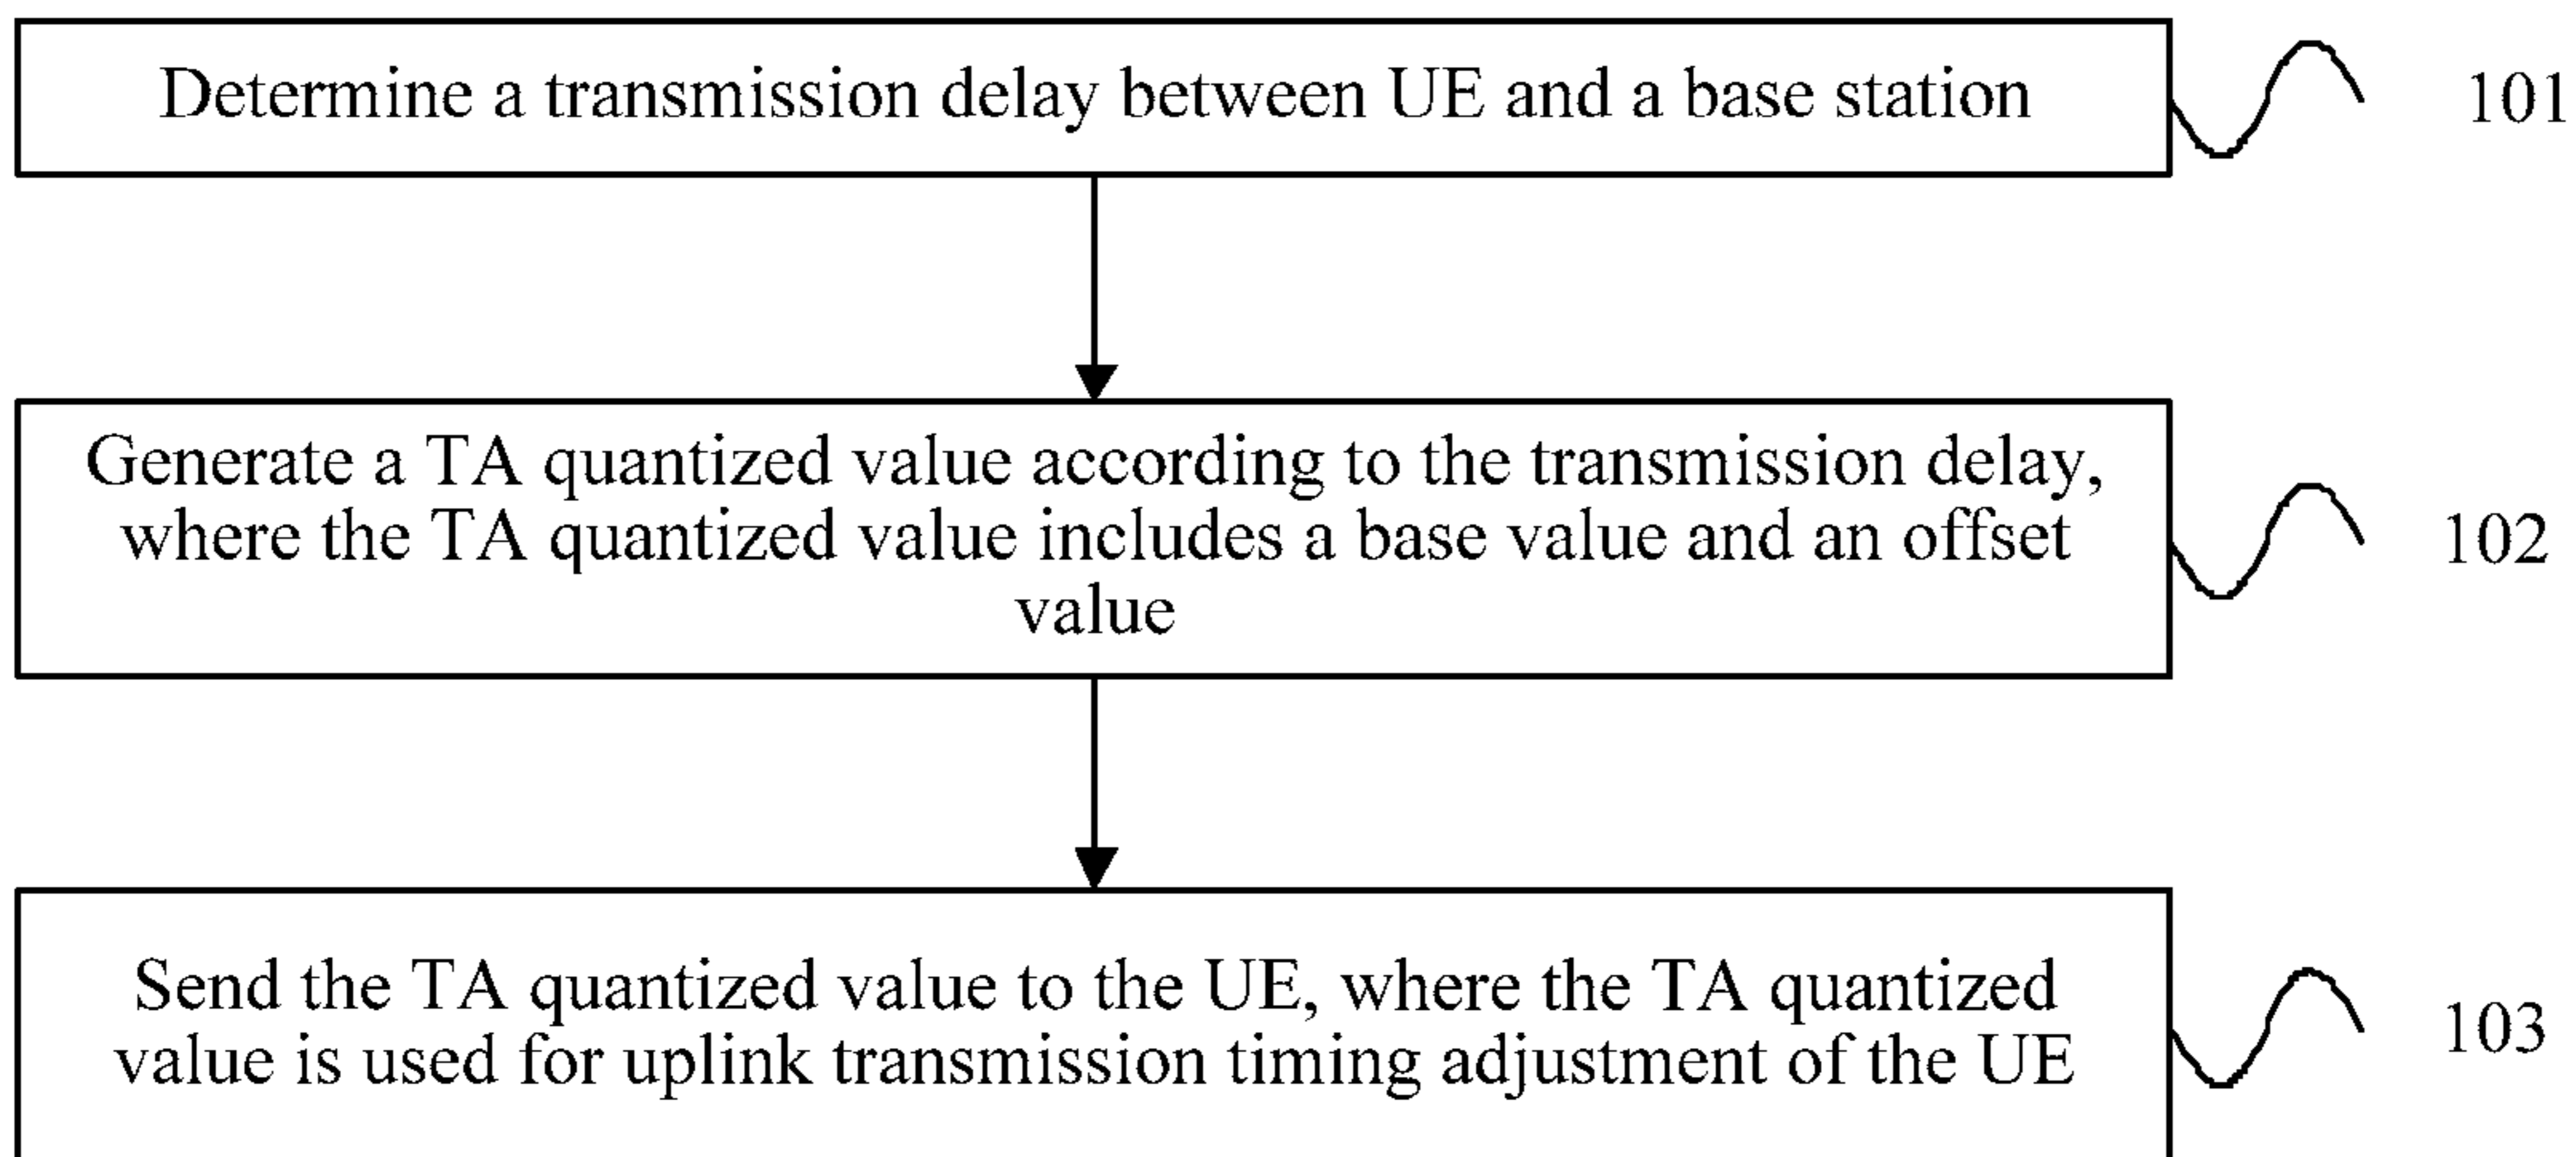 Determine a transmission delay between UE and a base station
101
Generate a TA quantized value according to the transmission delay,
where the TA quantized value includes a base value and an offset
value
102
Send the TA quantized value to the UE, where the TA quantized
value is used for uplink transmission timing adjustment of the UE
103